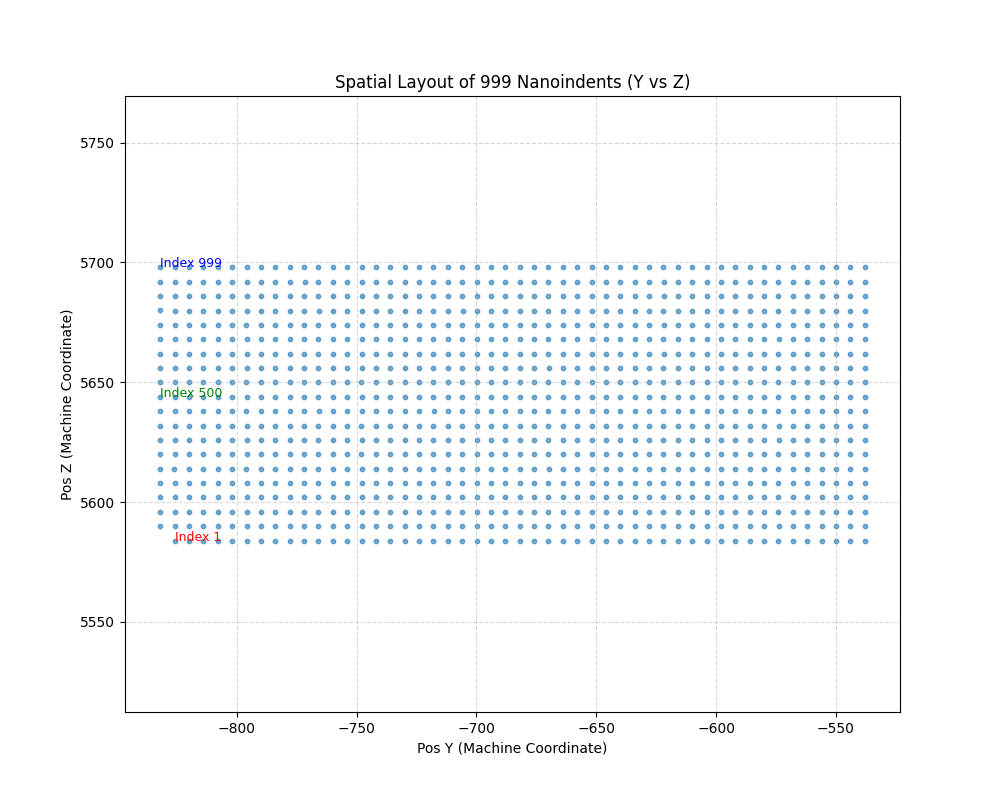 Spatial Layout of 999 Nanoindents (Y vs Z)
Pos Z (Machine Coordinate)
5750
5700
5650
5600
5550
Index 999
Index 500
Index 1
−800
−750
−700
−650
−600
−550
Pos Y (Machine Coordinate)